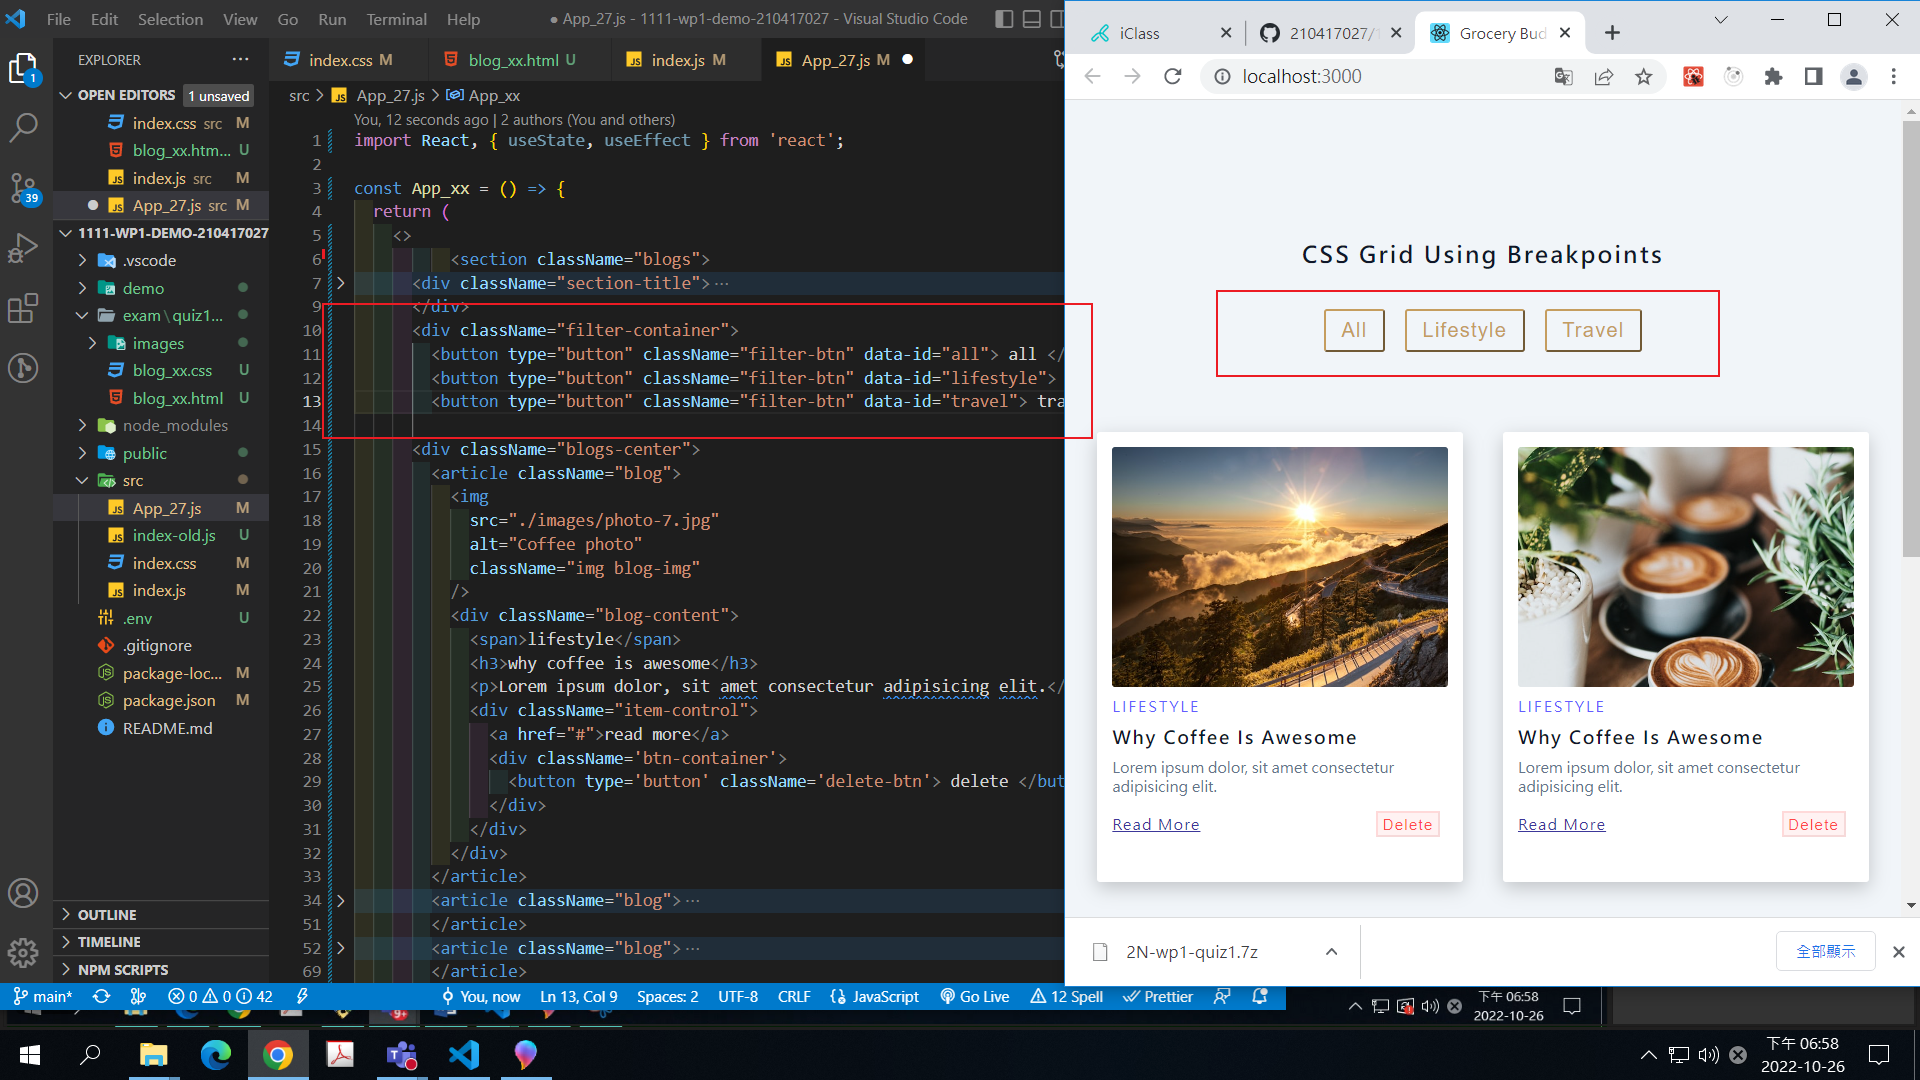 File Edit Selection View Go Run Terminal Help
● App_27.js - 1111-wp1-demo-210417027 - Visual Studio Code
EXPLORER
OPEN EDITORS 1 unsaved
index.css src M
blog_xx.htm... U
index.js src M
App_27.js src M
1111-WP1-DEMO-210417027
.vscode
demo
exam\quiz1...
images
blog_xx.css U
blog_xx.html U
node_modules
public
src
App_27.js M
index-old.js U
index.css M
index.js M
.env U
.gitignore
package-loc... M
package.json M
README.md
OUTLINE
TIMELINE
NPM SCRIPTS
1
39
index.css M
blog_xx.html U
index.js M
App_27.js M
src > App_27.js > App_xx
You, 12 seconds ago | 2 authors (You and others)
1 import React, { useState, useEffect } from 'react';
2
3 const App_xx = () => {
4 return (
5 <>
6 <section className="blogs">
7 <div className="section-title">···
9 </div>
10 <div className="filter-container">
11 <button type="button" className="filter-btn" data-id="all"> all </
12 <button type="button" className="filter-btn" data-id="lifestyle">
13 <button type="button" className="filter-btn" data-id="travel"> tra
14
15 <div className="blogs-center">
16 <article className="blog">
17 <img
18 src="./images/photo-7.jpg"
19 alt="Coffee photo"
20 className="img blog-img"
21 />
22 <div className="blog-content">
23 <span>lifestyle</span>
24 <h3>why coffee is awesome</h3>
25 <p>Lorem ipsum dolor, sit amet consectetur adipisicing elit.</
26 <div className="item-control">
27 <a href="#">read more</a>
28 <div className='btn-container'>
29 <button type='button' className='delete-btn'> delete </but
30 </div>
31 </div>
32 </div>
33 </article>
34 <article className="blog">···
51 </article>
52 <article className="blog">···
69 </article>
main* 0 0 42 You, now Ln 13, Col 9 Spaces: 2 UTF-8 CRLF JavaScript Go Live 12 Spell Prettier
iClass
210417027/1
Grocery Bud
localhost:3000
CSS Grid Using Breakpoints
All Lifestyle Travel
LIFESTYLE
Why Coffee Is Awesome
Lorem ipsum dolor, sit amet consectetur
adipisicing elit.
Read More Delete
LIFESTYLE
Why Coffee Is Awesome
Lorem ipsum dolor, sit amet consectetur
adipisicing elit.
Read More Delete
2N-wp1-quiz1.7z
全部顯示
下午 06:58
2022-10-26
下午 06:58
2022-10-26